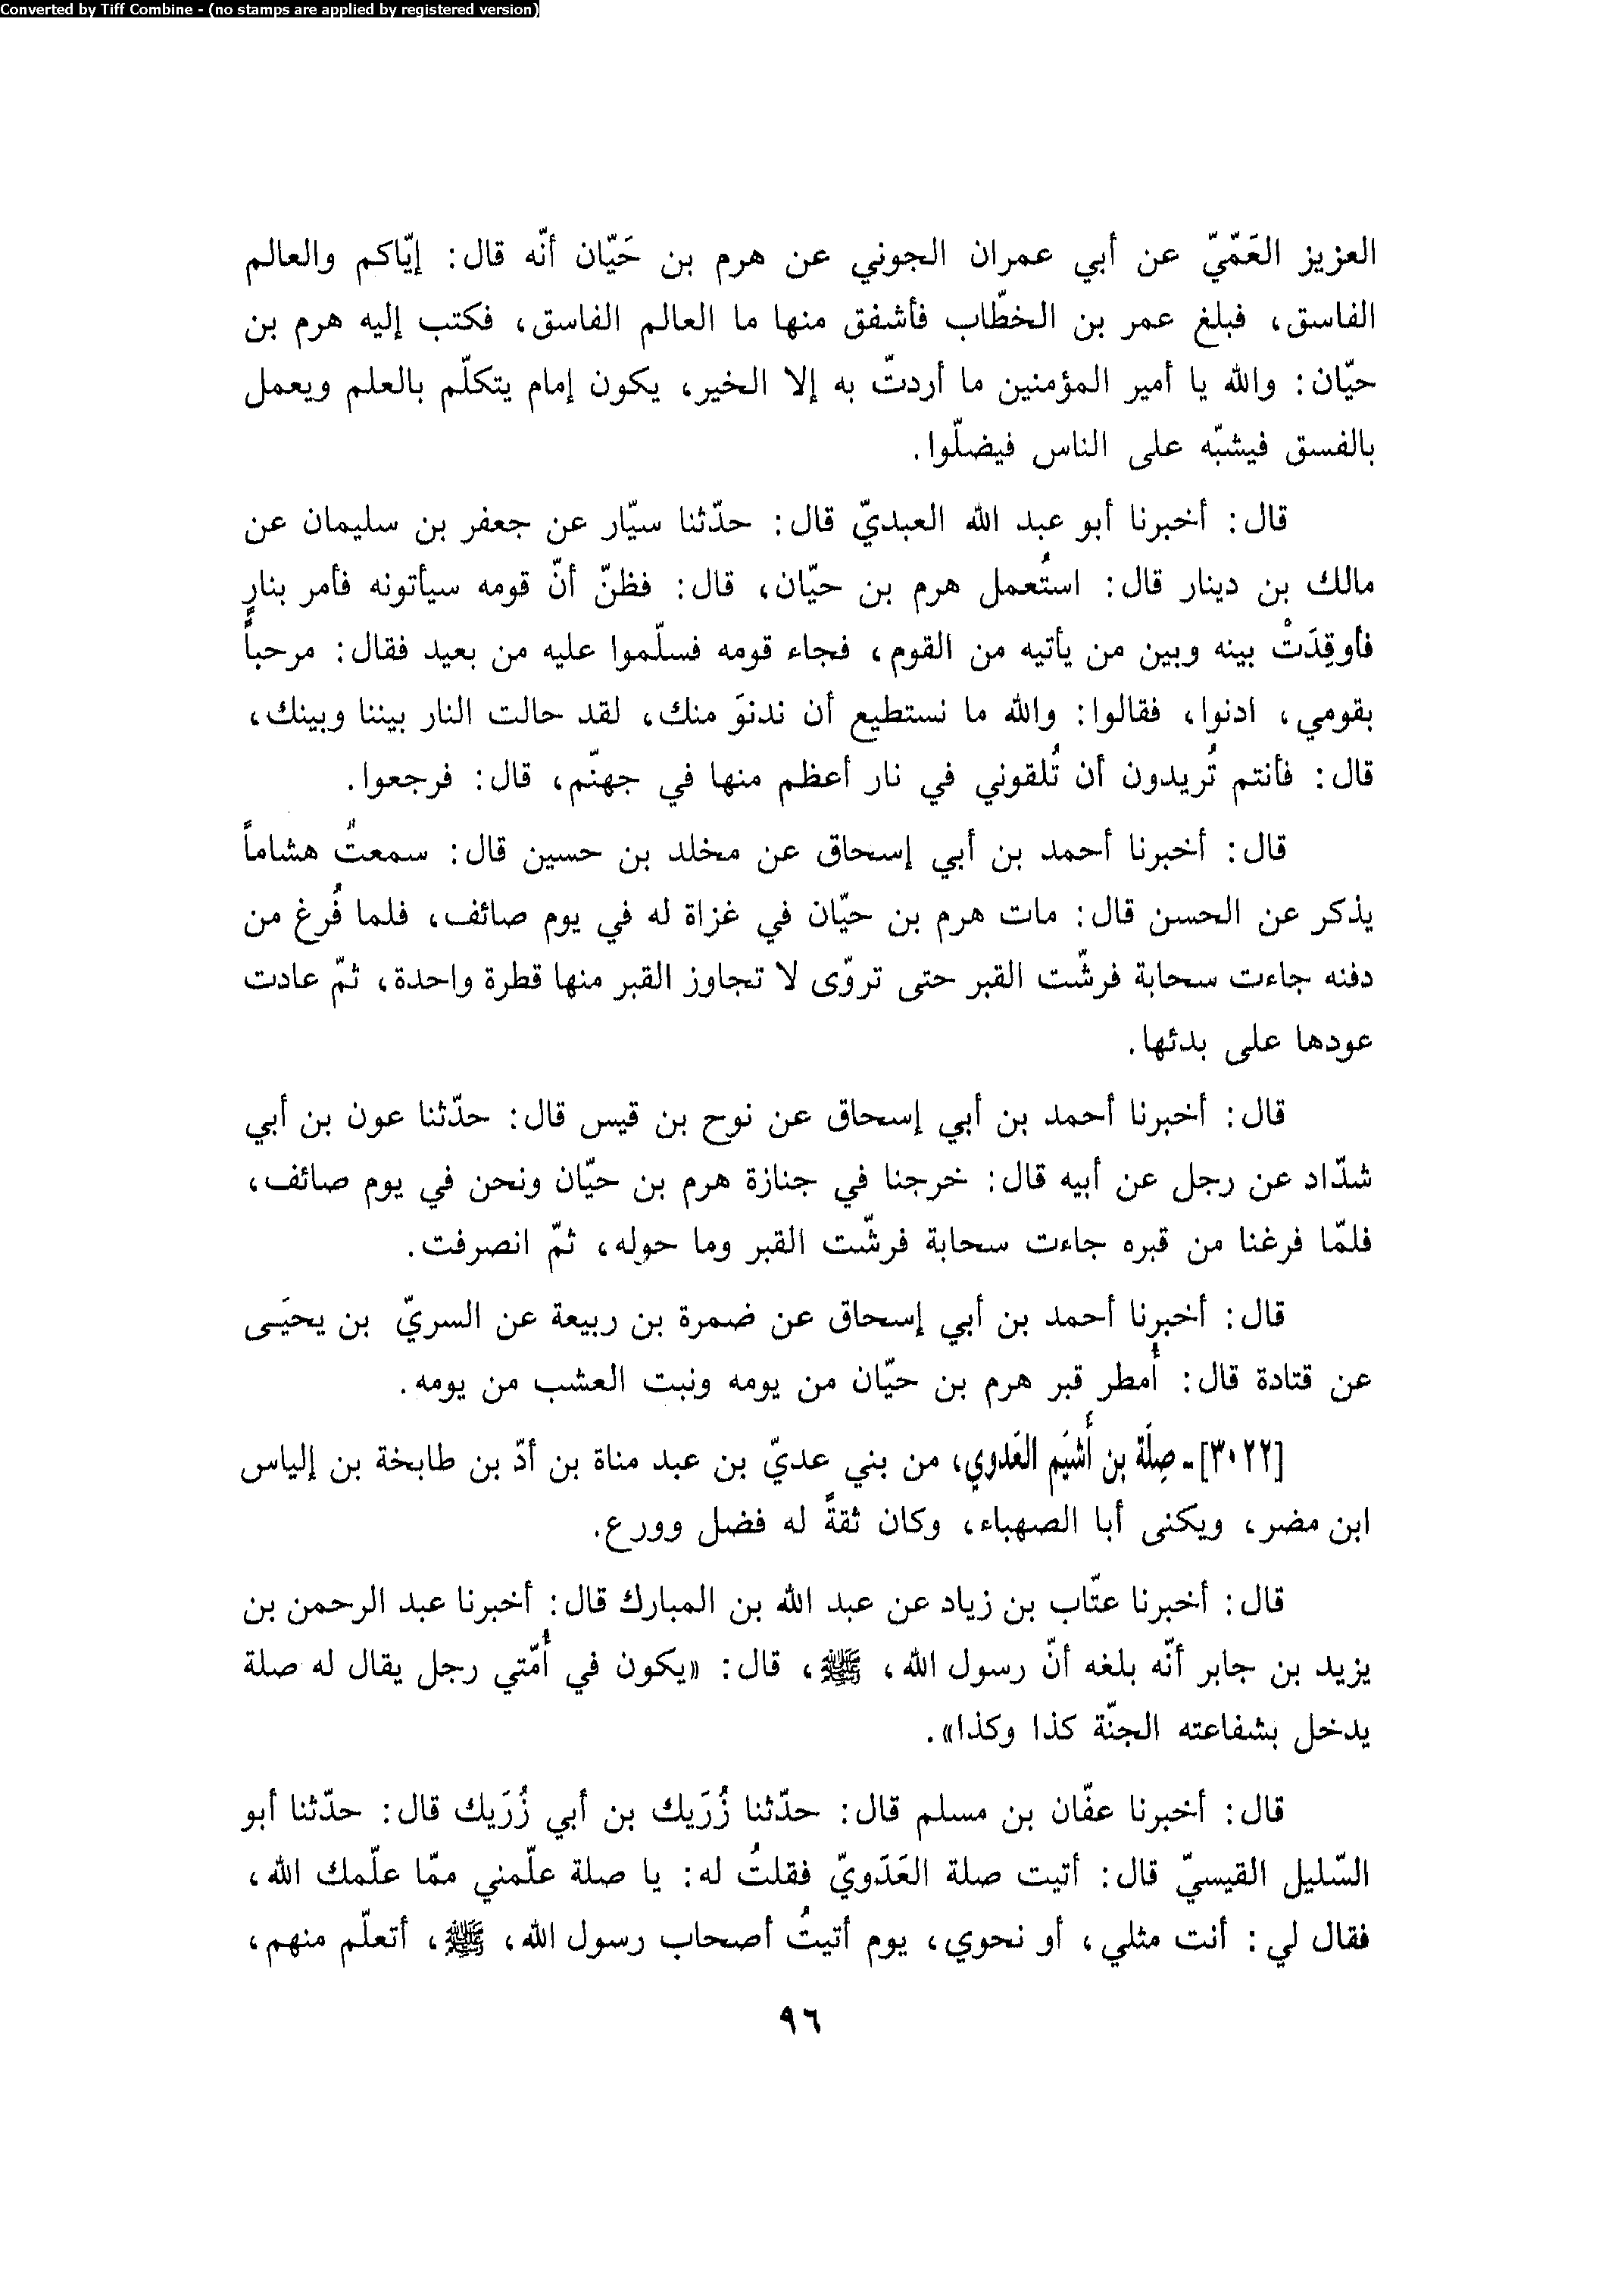 Converted by Tiff Combine - (no stamps are applied by registered version)
العزيز العَمّيّ عن أبي عمران الجوني عن هرم بن حَيّان أنّه قال: إيّاكم والعالم
الفاسق، فبلغ عمر بن الخطّاب فأشفق منها ما العالم الفاسق، فكتب إليه هرم بن
حيّان: والله يا أمير المؤمنين ما أردتّ به إلا الخير، يكون إمام يتكلّم بالعلم ويعمل
بالفسق فيشبّه على الناس فيضلّوا.
قال: أخبرنا أبو عبد الله العبديّ قال: حدّثنا سيّار عن جعفر بن سليمان عن
مالك بن دينار قال: استُعمل هرم بن حيّان، قال: فظنّ أنّ قومه سيأتونه فأمر بنارٍ
فأُوقِدَتْ بينه وبين من يأتيه من القوم، فجاء قومه فسلّموا عليه من بعيد فقال: مرحباً
بقومي، ادنوا، فقالوا: والله ما نستطيع أن ندنوَ منك، لقد حالت النار بيننا وبينك،
قال: فأنتم تُريدون أن تُلقوني في نار أعظم منها في جهنّم، قال: فرجعوا.
قال: أخبرنا أحمد بن أبي إسحاق عن مخلد بن حسين قال: سمعتُ هشاماً
يذكر عن الحسن قال: مات هرم بن حيّان في غزاة له في يوم صائف، فلما فُرغ من
دفنه جاءت سحابة فرشّت القبر حتى تروّى لا تجاوز القبر منها قطرة واحدة، ثمّ عادت
عودها على بدئها.
قال: أخبرنا أحمد بن أبي إسحاق عن نوح بن قيس قال: حدّثنا عون بن أبي
شدّاد عن رجل عن أبيه قال: خرجنا في جنازة هرم بن حيّان ونحن في يوم صائف،
فلمّا فرغنا من قبره جاءت سحابة فرشّت القبر وما حوله، ثمّ انصرفت.
قال: أخبرنا أحمد بن أبي إسحاق عن ضمرة بن ربيعة عن السريّ بن يحيَى
عن قتادة قال: أُمطر قبر هرم بن حيّان من يومه ونبت العشب من يومه.
[٣٠٢٢]- صِلَة بن أَشيَم العَدوي، من بني عديّ بن عبد مناة بن أدّ بن طابخة بن إلياس
ابن مضر، ويكنى أبا الصهباء، وكان ثقةً له فضل وورع.
قال: أخبرنا عتّاب بن زياد عن عبد الله بن المبارك قال: أخبرنا عبد الرحمن بن
يزيد بن جابر أنّه بلغه أنّ رسول الله، ﷺ، قال: «يكون في أُمّتي رجل يقال له صلة
يدخل بشفاعته الجنّة كذا وكذا».
قال: أخبرنا عفّان بن مسلم قال: حدّثنا زُرَيك بن أبي زُرَيك قال: حدّثنا أبو
السّليل القيسيّ قال: أتيت صلة العَدَويّ فقلتُ له: يا صلة علّمني ممّا علّمك الله،
فقال لي: أنت مثلي، أو نحوي، يوم أتيتُ أصحاب رسول الله، ﷺ، أتعلّم منهم،
٩٦